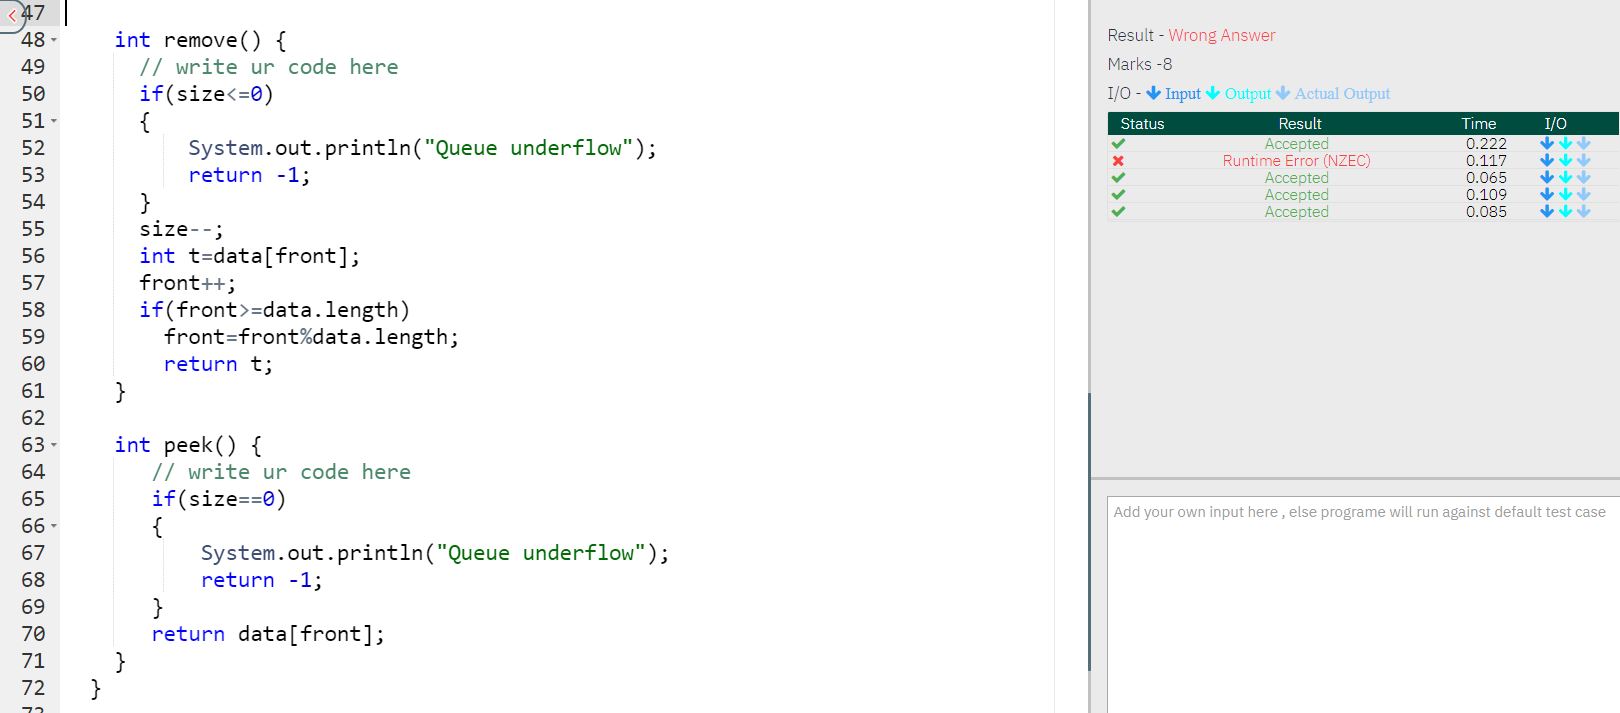 47
48 int remove() {
49 // write ur code here
50 if(size<=0)
51 {
52 System.out.println("Queue underflow");
53 return -1;
54 }
55 size--;
56 int t=data[front];
57 front++;
58 if(front>=data.length)
59 front=front%data.length;
60 return t;
61 }
62
63 int peek() {
64 // write ur code here
65 if(size==0)
66 {
67 System.out.println("Queue underflow");
68 return -1;
69 }
70 return data[front];
71 }
72 }
Result - Wrong Answer
Marks -8
I/O - Input Output Actual Output
Status Result Time I/O
Accepted 0.222
Runtime Error (NZEC) 0.117
Accepted 0.065
Accepted 0.109
Accepted 0.085
Add your own input here , else programe will run against default test case